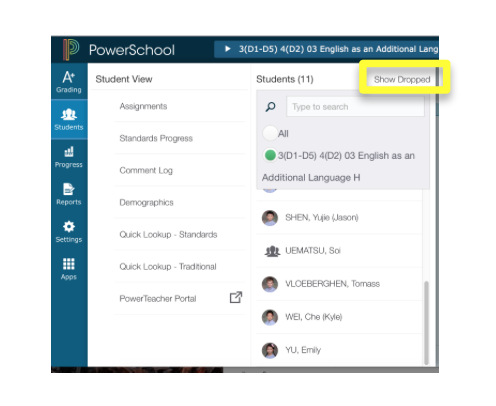 PowerSchool
3(D1-D5) 4(D2) 03 English as an Additional Lang
Grading
Students
Progress
Reports
Settings
Apps
Student View
Assignments
Standards Progress
Comment Log
Demographics
Quick Lookup - Standards
Quick Lookup - Traditional
PowerTeacher Portal
Students (11)
Show Dropped
Type to search
All
3(D1-D5) 4(D2) 03 English as an
Additional Language H
SHEN, Yujie (Jason)
UEMATSU, Soi
VLOEBERGHEN, Tomass
WEI, Che (Kyle)
YU, Emily